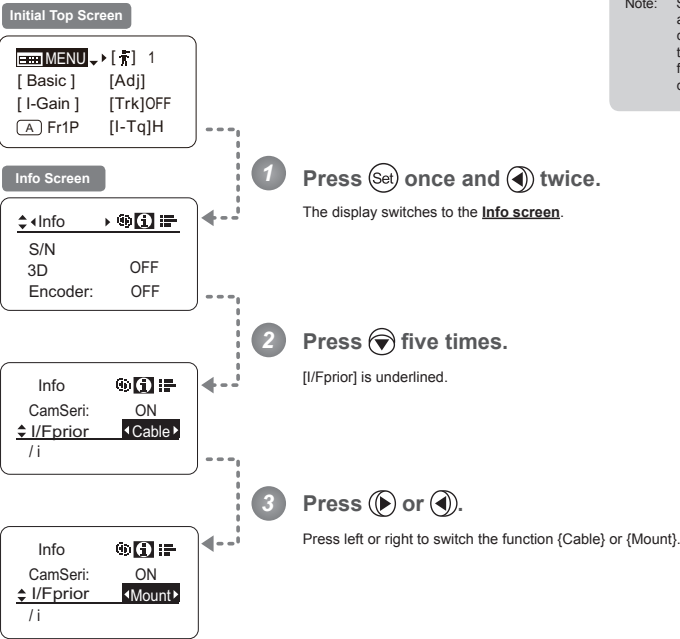 Initial Top Screen
MENU [ ] 1
[ Basic ] [Adj]
[ I-Gain ] [Trk]OFF
A Fr1P [I-Tq]H
Note:
1 Press Set once and ◀ twice.
The display switches to the Info screen.
Info Screen
Info
S/N
3D OFF
Encoder: OFF
2 Press ▼ five times.
[I/Fprior] is underlined.
Info
CamSeri: ON
I/Fprior Cable
/ i
3 Press ▶ or ◀.
Press left or right to switch the function {Cable} or {Mount}.
Info
CamSeri: ON
I/Fprior Mount
/ i